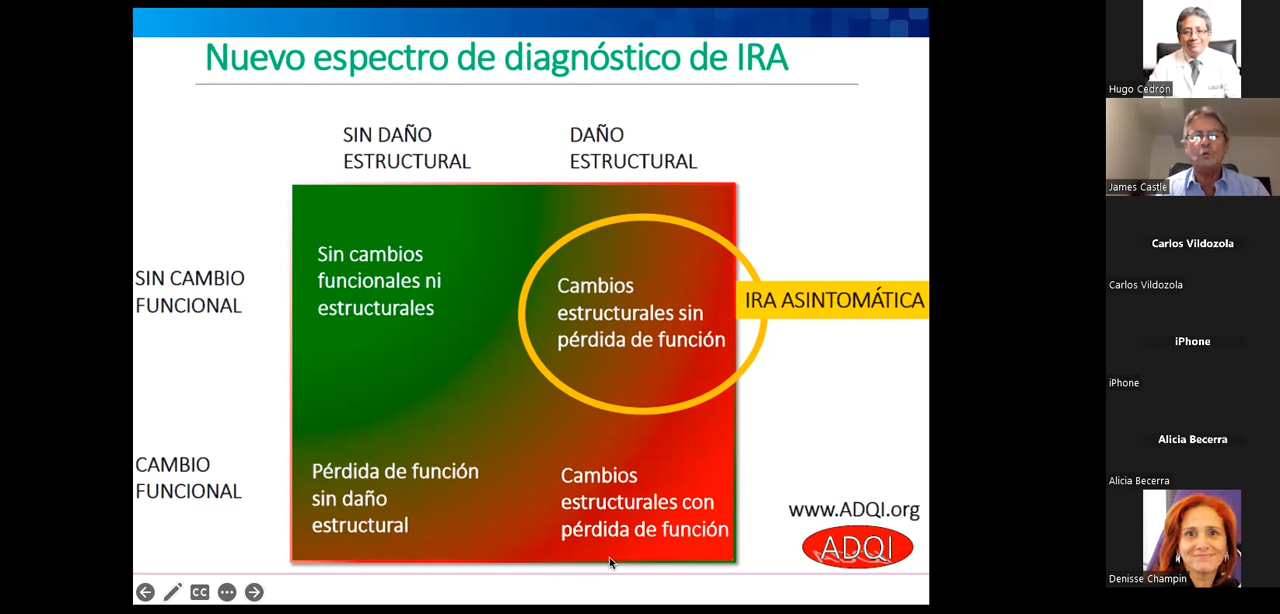 Nuevo espectro de diagnóstico de IRA
SIN DAÑO
ESTRUCTURAL
DAÑO
ESTRUCTURAL
SIN CAMBIO
FUNCIONAL
Sin cambios
funcionales ni
estructurales
Cambios
estructurales sin
pérdida de función
IRA ASINTOMÁTICA
CAMBIO
FUNCIONAL
Pérdida de función
sin daño
estructural
Cambios
estructurales con
pérdida de función
www.ADQI.org
ADQI
CC
Hugo Cedrón
James Castle
Carlos Vildozola
Carlos Vildozola
iPhone
iPhone
Alicia Becerra
Alicia Becerra
Denisse Champin